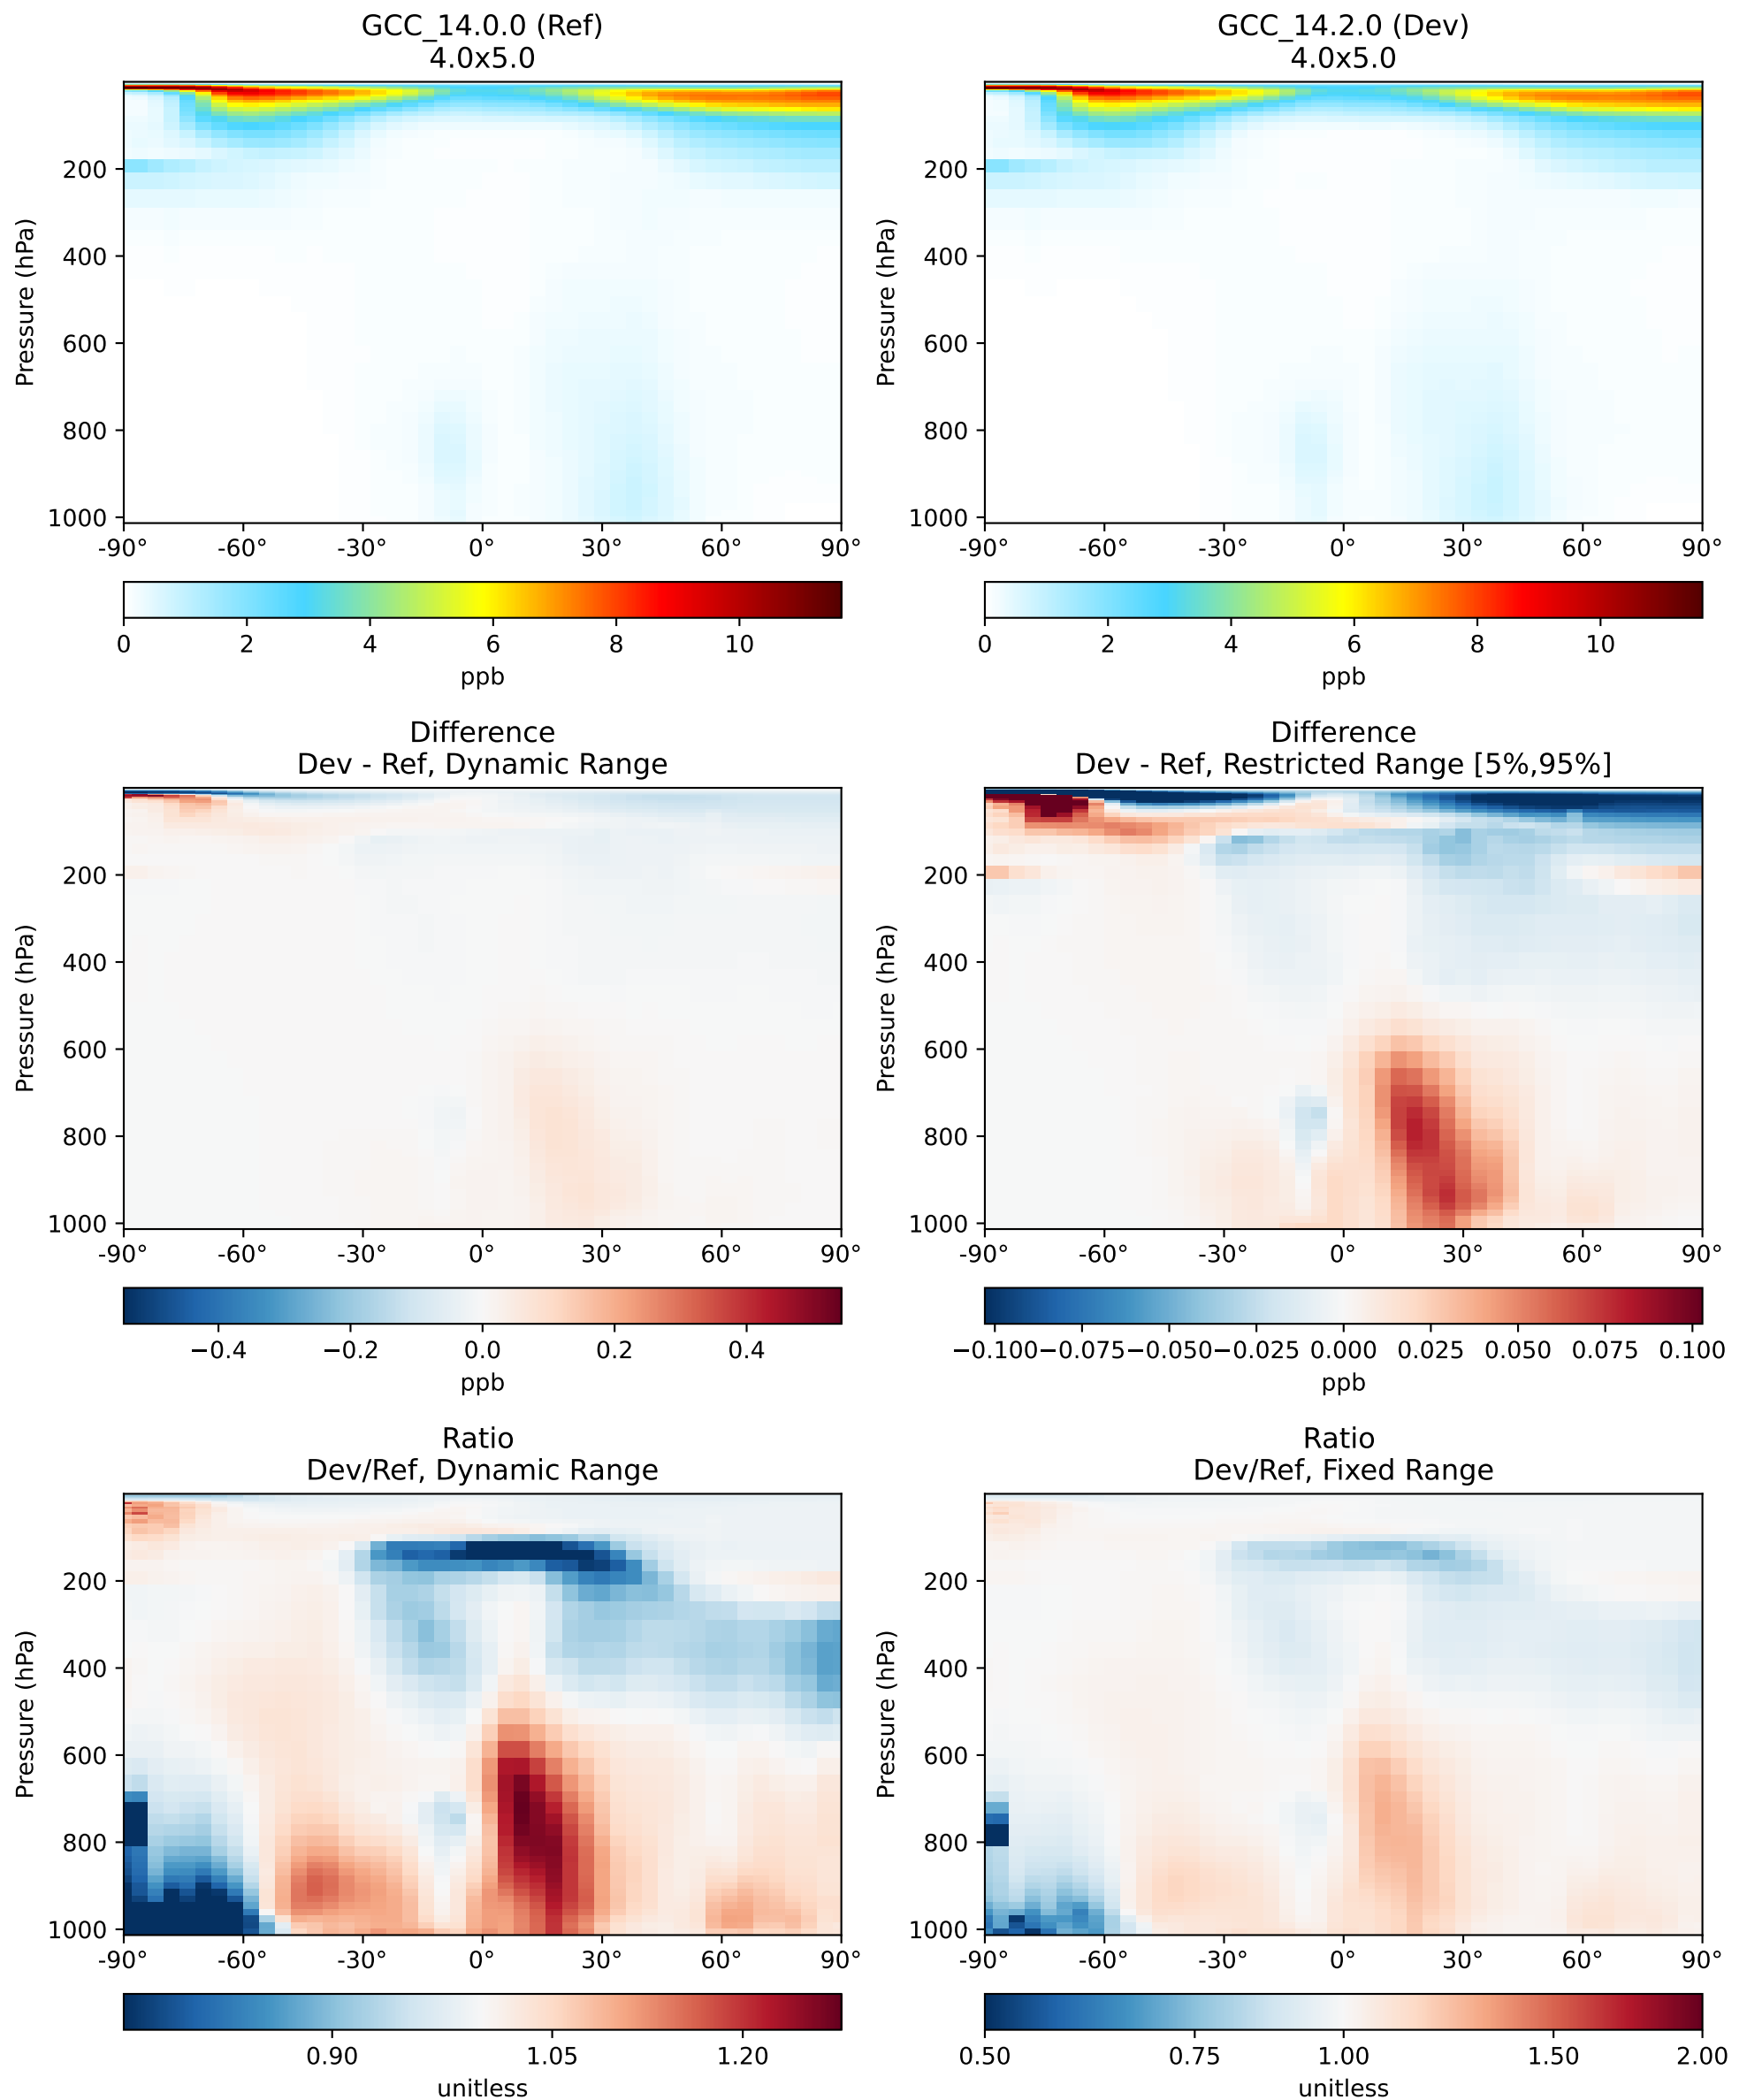 GCC_14.0.0 (Ref)
4.0x5.0
GCC_14.2.0 (Dev)
4.0x5.0
Pressure (hPa)
200
400
600
800
1000
-90° -60° -30° 0° 30° 60° 90°
0 2 4 6 8 10
ppb
Pressure (hPa)
200
400
600
800
1000
-90° -60° -30° 0° 30° 60° 90°
0 2 4 6 8 10
ppb
Difference
Dev - Ref, Dynamic Range
Pressure (hPa)
200
400
600
800
1000
-90° -60° -30° 0° 30° 60° 90°
−0.4 −0.2 0.0 0.2 0.4
ppb
Difference
Dev - Ref, Restricted Range [5%,95%]
Pressure (hPa)
200
400
600
800
1000
-90° -60° -30° 0° 30° 60° 90°
−0.100 −0.075 −0.050 −0.025 0.000 0.025 0.050 0.075 0.100
ppb
Ratio
Dev/Ref, Dynamic Range
Pressure (hPa)
200
400
600
800
1000
-90° -60° -30° 0° 30° 60° 90°
0.90 1.05 1.20
unitless
Ratio
Dev/Ref, Fixed Range
Pressure (hPa)
200
400
600
800
1000
-90° -60° -30° 0° 30° 60° 90°
0.50 0.75 1.00 1.50 2.00
unitless